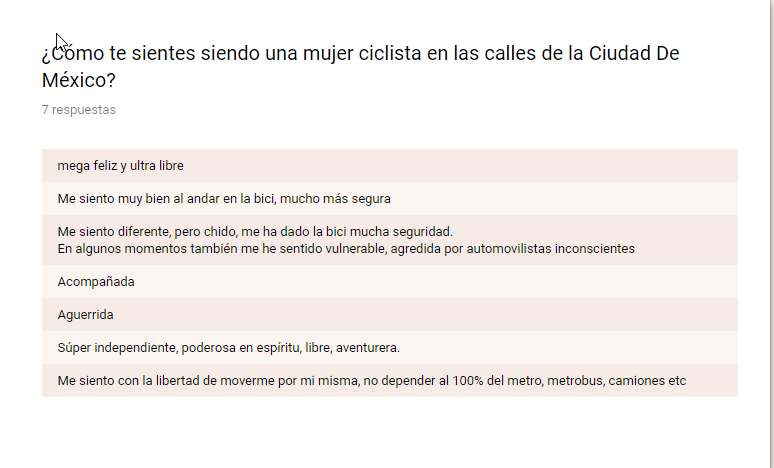 ¿Cómo te sientes siendo una mujer ciclista en las calles de la Ciudad De
México?
7 respuestas
mega feliz y ultra libre
Me siento muy bien al andar en la bici, mucho más segura
Me siento diferente, pero chido, me ha dado la bici mucha seguridad.
En algunos momentos también me he sentido vulnerable, agredida por automovilistas inconscientes
Acompañada
Aguerrida
Súper independiente, poderosa en espíritu, libre, aventurera.
Me siento con la libertad de moverme por mi misma, no depender al 100% del metro, metrobus, camiones etc